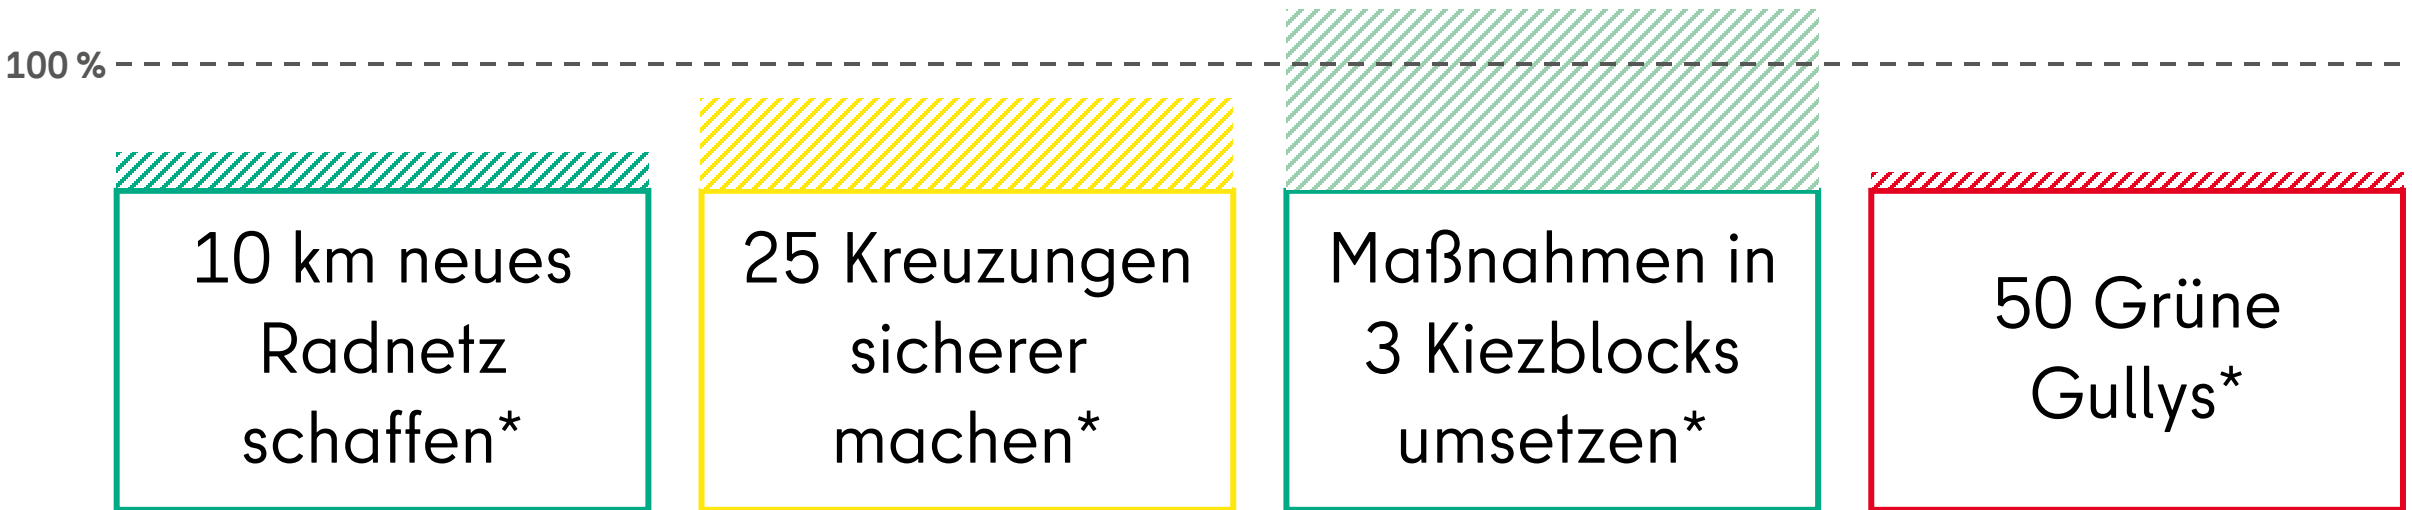 100 %
10 km neues
Radnetz
schaffen*
25 Kreuzungen
sicherer
machen*
Maßnahmen in
3 Kiezblocks
umsetzen*
50 Grüne
Gullys*